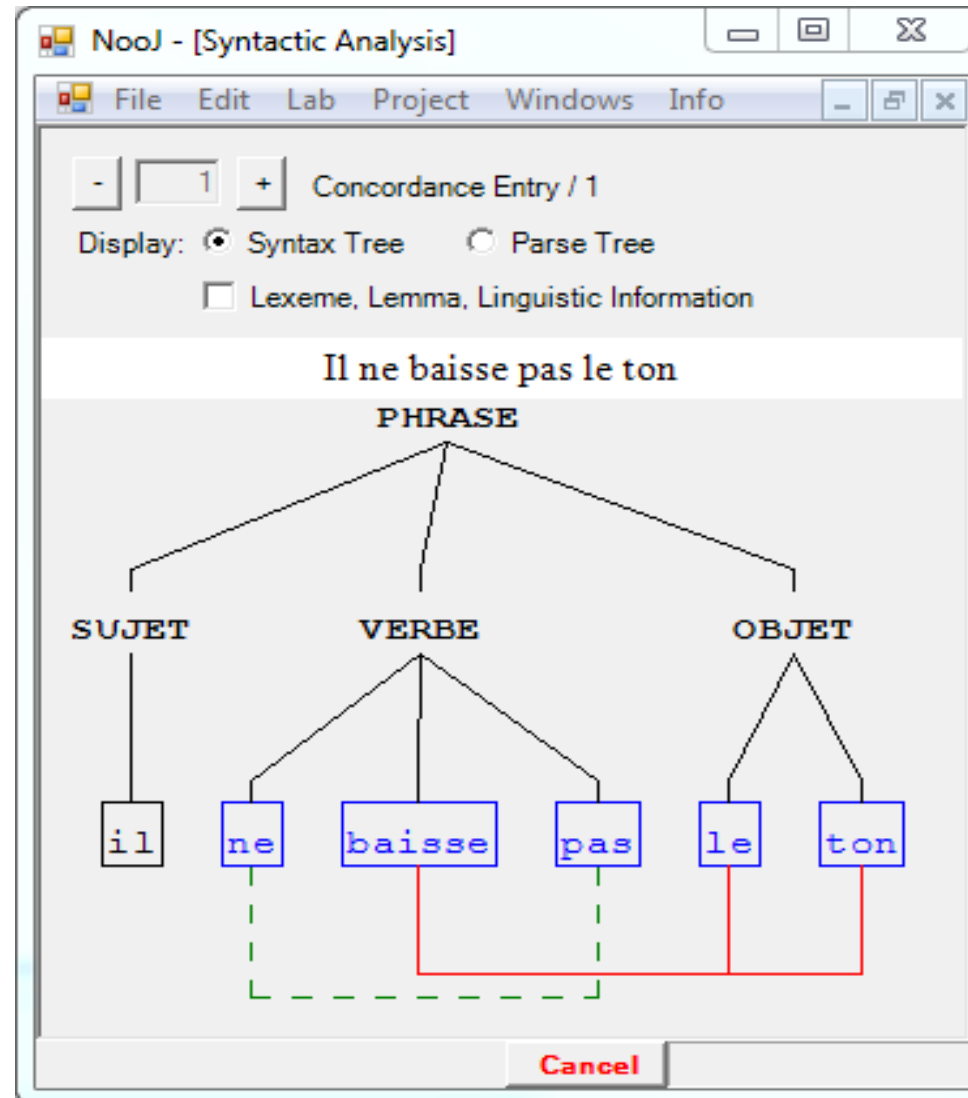 NooJ - [Syntactic Analysis]
File Edit Lab Project Windows Info
- 1 + Concordance Entry / 1
Display: Syntax Tree Parse Tree
Lexeme, Lemma, Linguistic Information
Il ne baisse pas le ton
PHRASE
SUJET VERBE OBJET
il ne baisse pas le ton
Cancel